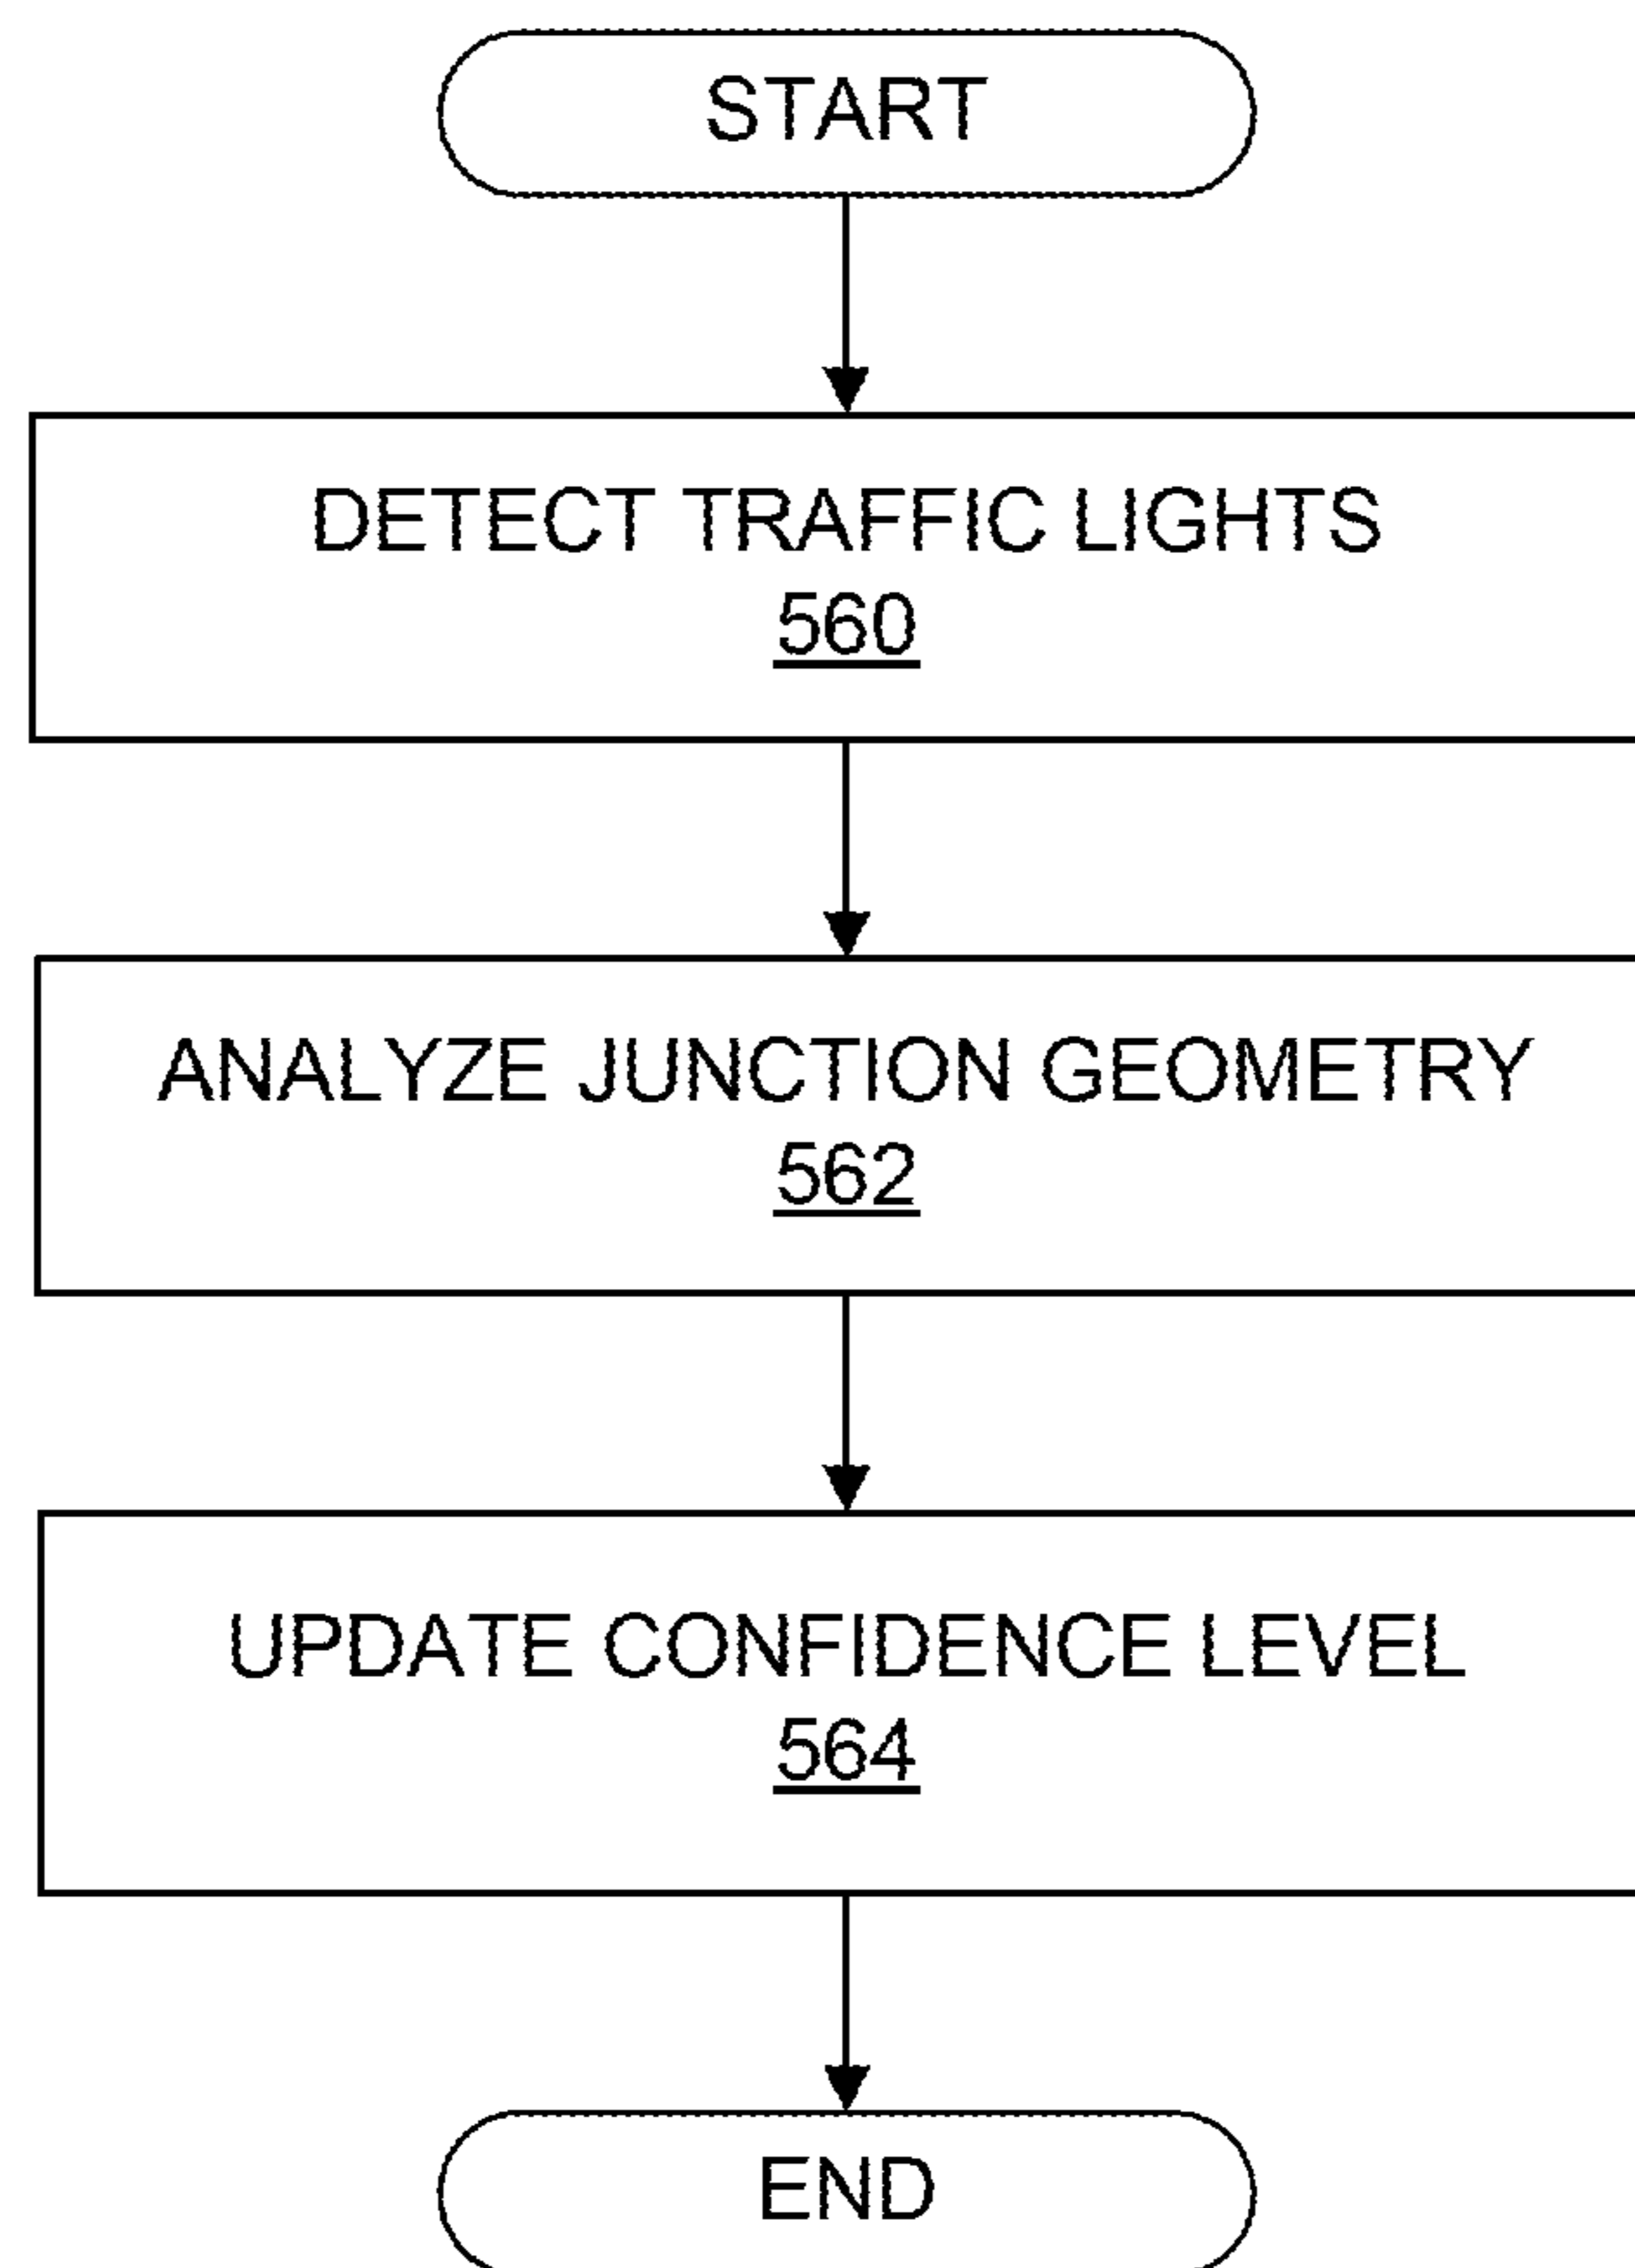 START
DETECT TRAFFIC LIGHTS
560
ANALYZE JUNCTION GEOMETRY
562
UPDATE CONFIDENCE LEVEL
564
END